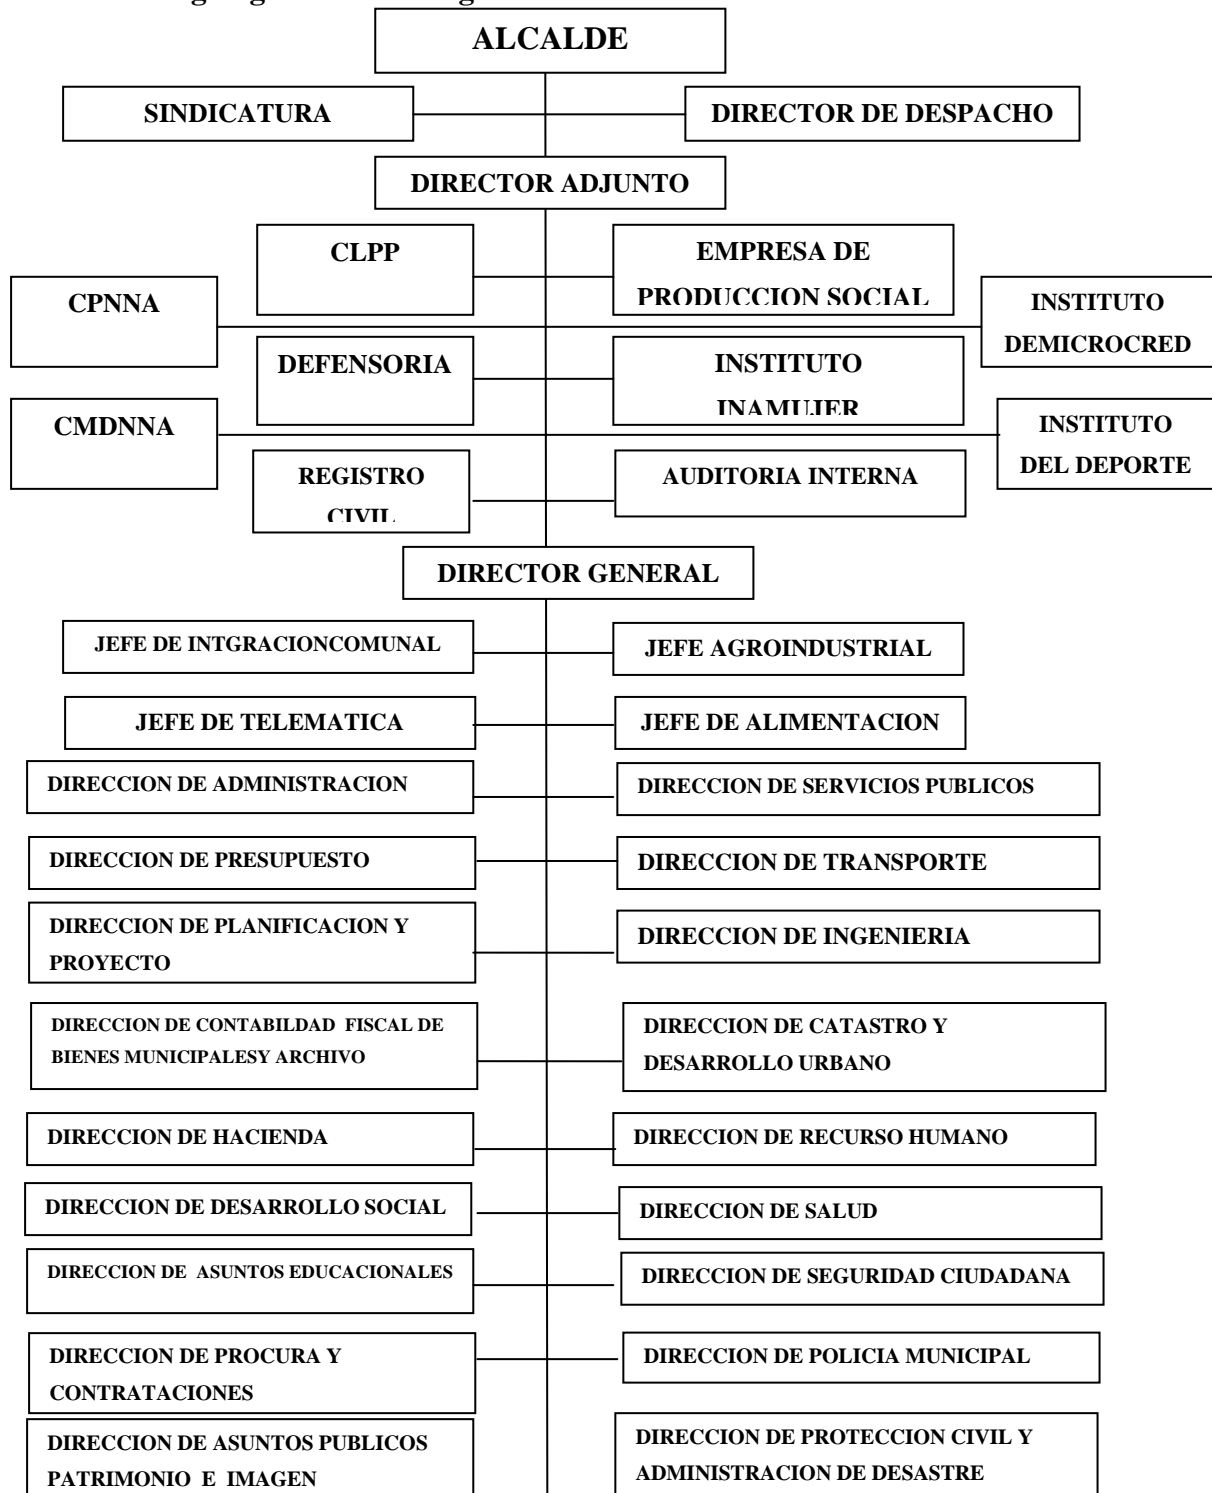 ALCALDE
SINDICATURA
DIRECTOR DE DESPACHO
DIRECTOR ADJUNTO
CLPP
EMPRESA DE
PRODUCCION SOCIAL
CPNNA
INSTITUTO
DEMICROCRED
DEFENSORIA
INSTITUTO
INAMUJER
CMDNNA
INSTITUTO
DEL DEPORTE
REGISTRO
CIVIL
AUDITORIA INTERNA
DIRECTOR GENERAL
JEFE DE INTGRACIONCOMUNAL
JEFE AGROINDUSTRIAL
JEFE DE TELEMATICA
JEFE DE ALIMENTACION
DIRECCION DE ADMINISTRACION
DIRECCION DE SERVICIOS PUBLICOS
DIRECCION DE PRESUPUESTO
DIRECCION DE TRANSPORTE
DIRECCION DE PLANIFICACION Y
PROYECTO
DIRECCION DE INGENIERIA
DIRECCION DE CONTABILDAD FISCAL DE
BIENES MUNICIPALESY ARCHIVO
DIRECCION DE CATASTRO Y
DESARROLLO URBANO
DIRECCION DE HACIENDA
DIRECCION DE RECURSO HUMANO
DIRECCION DE DESARROLLO SOCIAL
DIRECCION DE SALUD
DIRECCION DE ASUNTOS EDUCACIONALES
DIRECCION DE SEGURIDAD CIUDADANA
DIRECCION DE PROCURA Y
CONTRATACIONES
DIRECCION DE POLICIA MUNICIPAL
DIRECCION DE ASUNTOS PUBLICOS
PATRIMONIO E IMAGEN
DIRECCION DE PROTECCION CIVIL Y
ADMINISTRACION DE DESASTRE